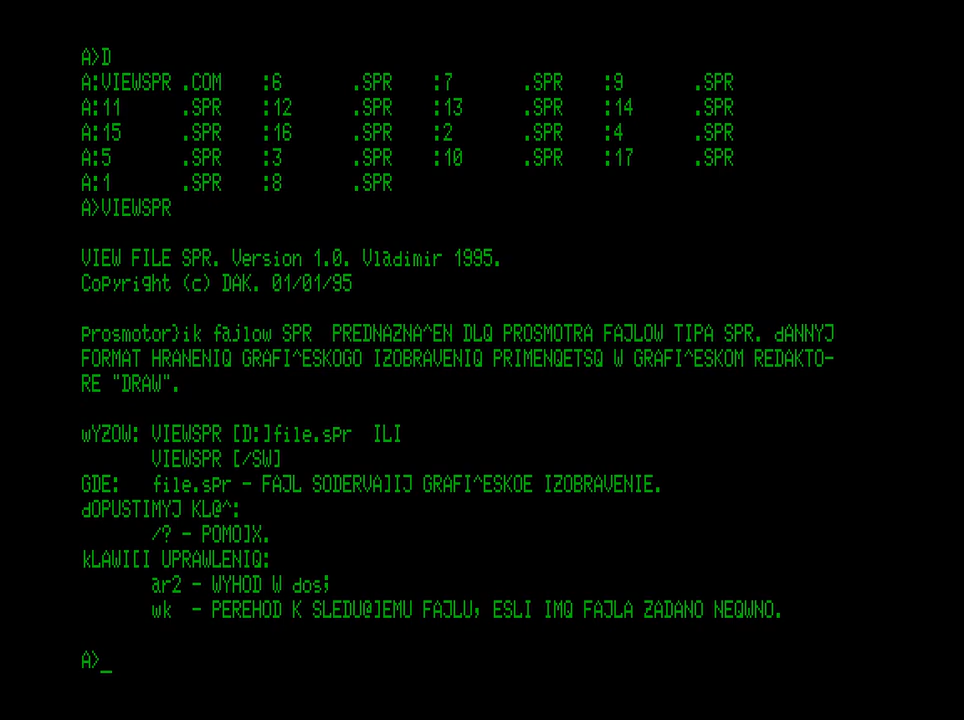 A>D
A:VIEWSPR .COM    :6       .SPR    :7       .SPR    :9       .SPR
A:11      .SPR    :12      .SPR    :13      .SPR    :14      .SPR
A:15      .SPR    :16      .SPR    :2       .SPR    :4       .SPR
A:5       .SPR    :3       .SPR    :10      .SPR    :17      .SPR
A:1       .SPR    :8       .SPR
A>VIEWSPR
VIEW FILE SPR. Version 1.0. Vladimir 1995.
Copyright (c) DAK. 01/01/95
prosmotor}ik fajlow SPR  PREDNAZNA^EN DLQ PROSMOTRA FAJLOW TIPA SPR. dANNYJ
FORMAT HRANENIQ GRAFI^ESKOGO IZOBRAVENIQ PRIMENQETSQ W GRAFI^ESKOM REDAKTO-
RE "DRAW".
wYZOW: VIEWSPR [D:]file.spr  ILI
VIEWSPR [/SW]
GDE:   file.spr - FAJL SODERVA]IJ GRAFI^ESKOE IZOBRAVENIE.
dOPUSTIMYJ KL@^:
/? - POMO]X.
kLAWI[I UPRAWLENIQ:
ar2 - WYHOD W dos;
wk  - PEREHOD K SLEDU@]EMU FAJLU, ESLI IMQ FAJLA ZADANO NEQWNO.
A>_